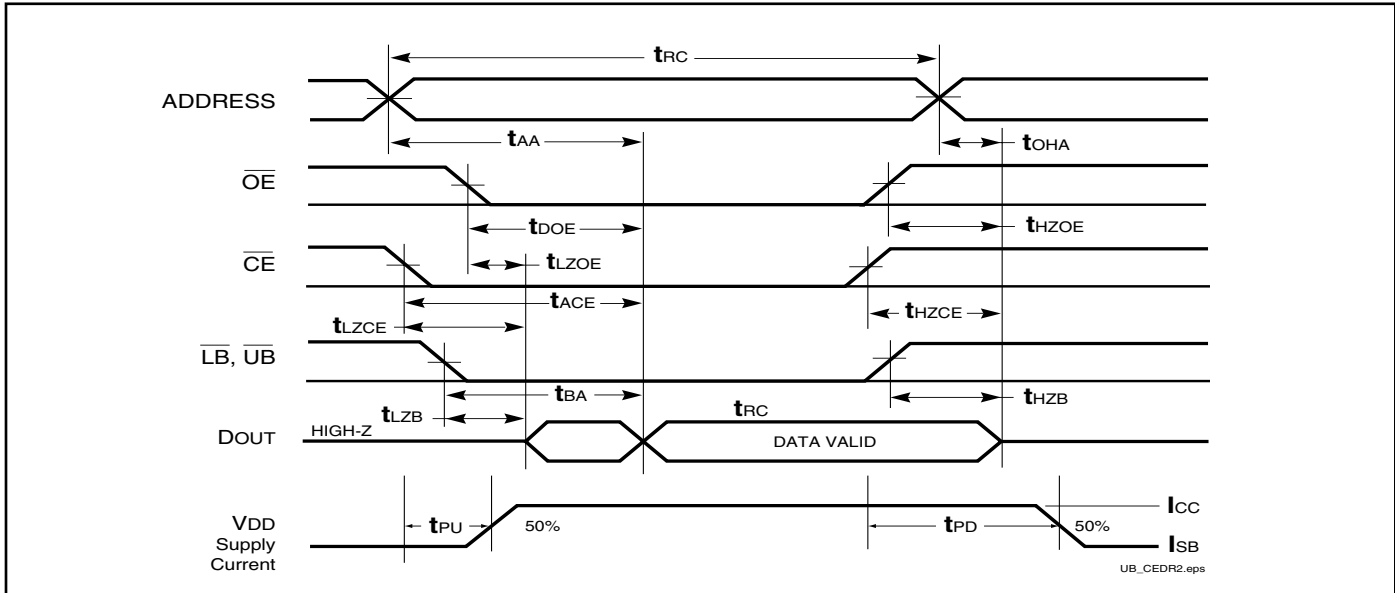 tRC
ADDRESS
tAA
tOHA
OE
tDOE
tHZOE
CE
tLZOE
tACE
tHZCE
tLZCE
LB, UB
tBA
tHZB
tLZB
tRC
DOUT
HIGH-Z
DATA VALID
ICC
VDD
tPU
50%
tPD
50%
Supply
ISB
Current
UB_CEDR2.eps